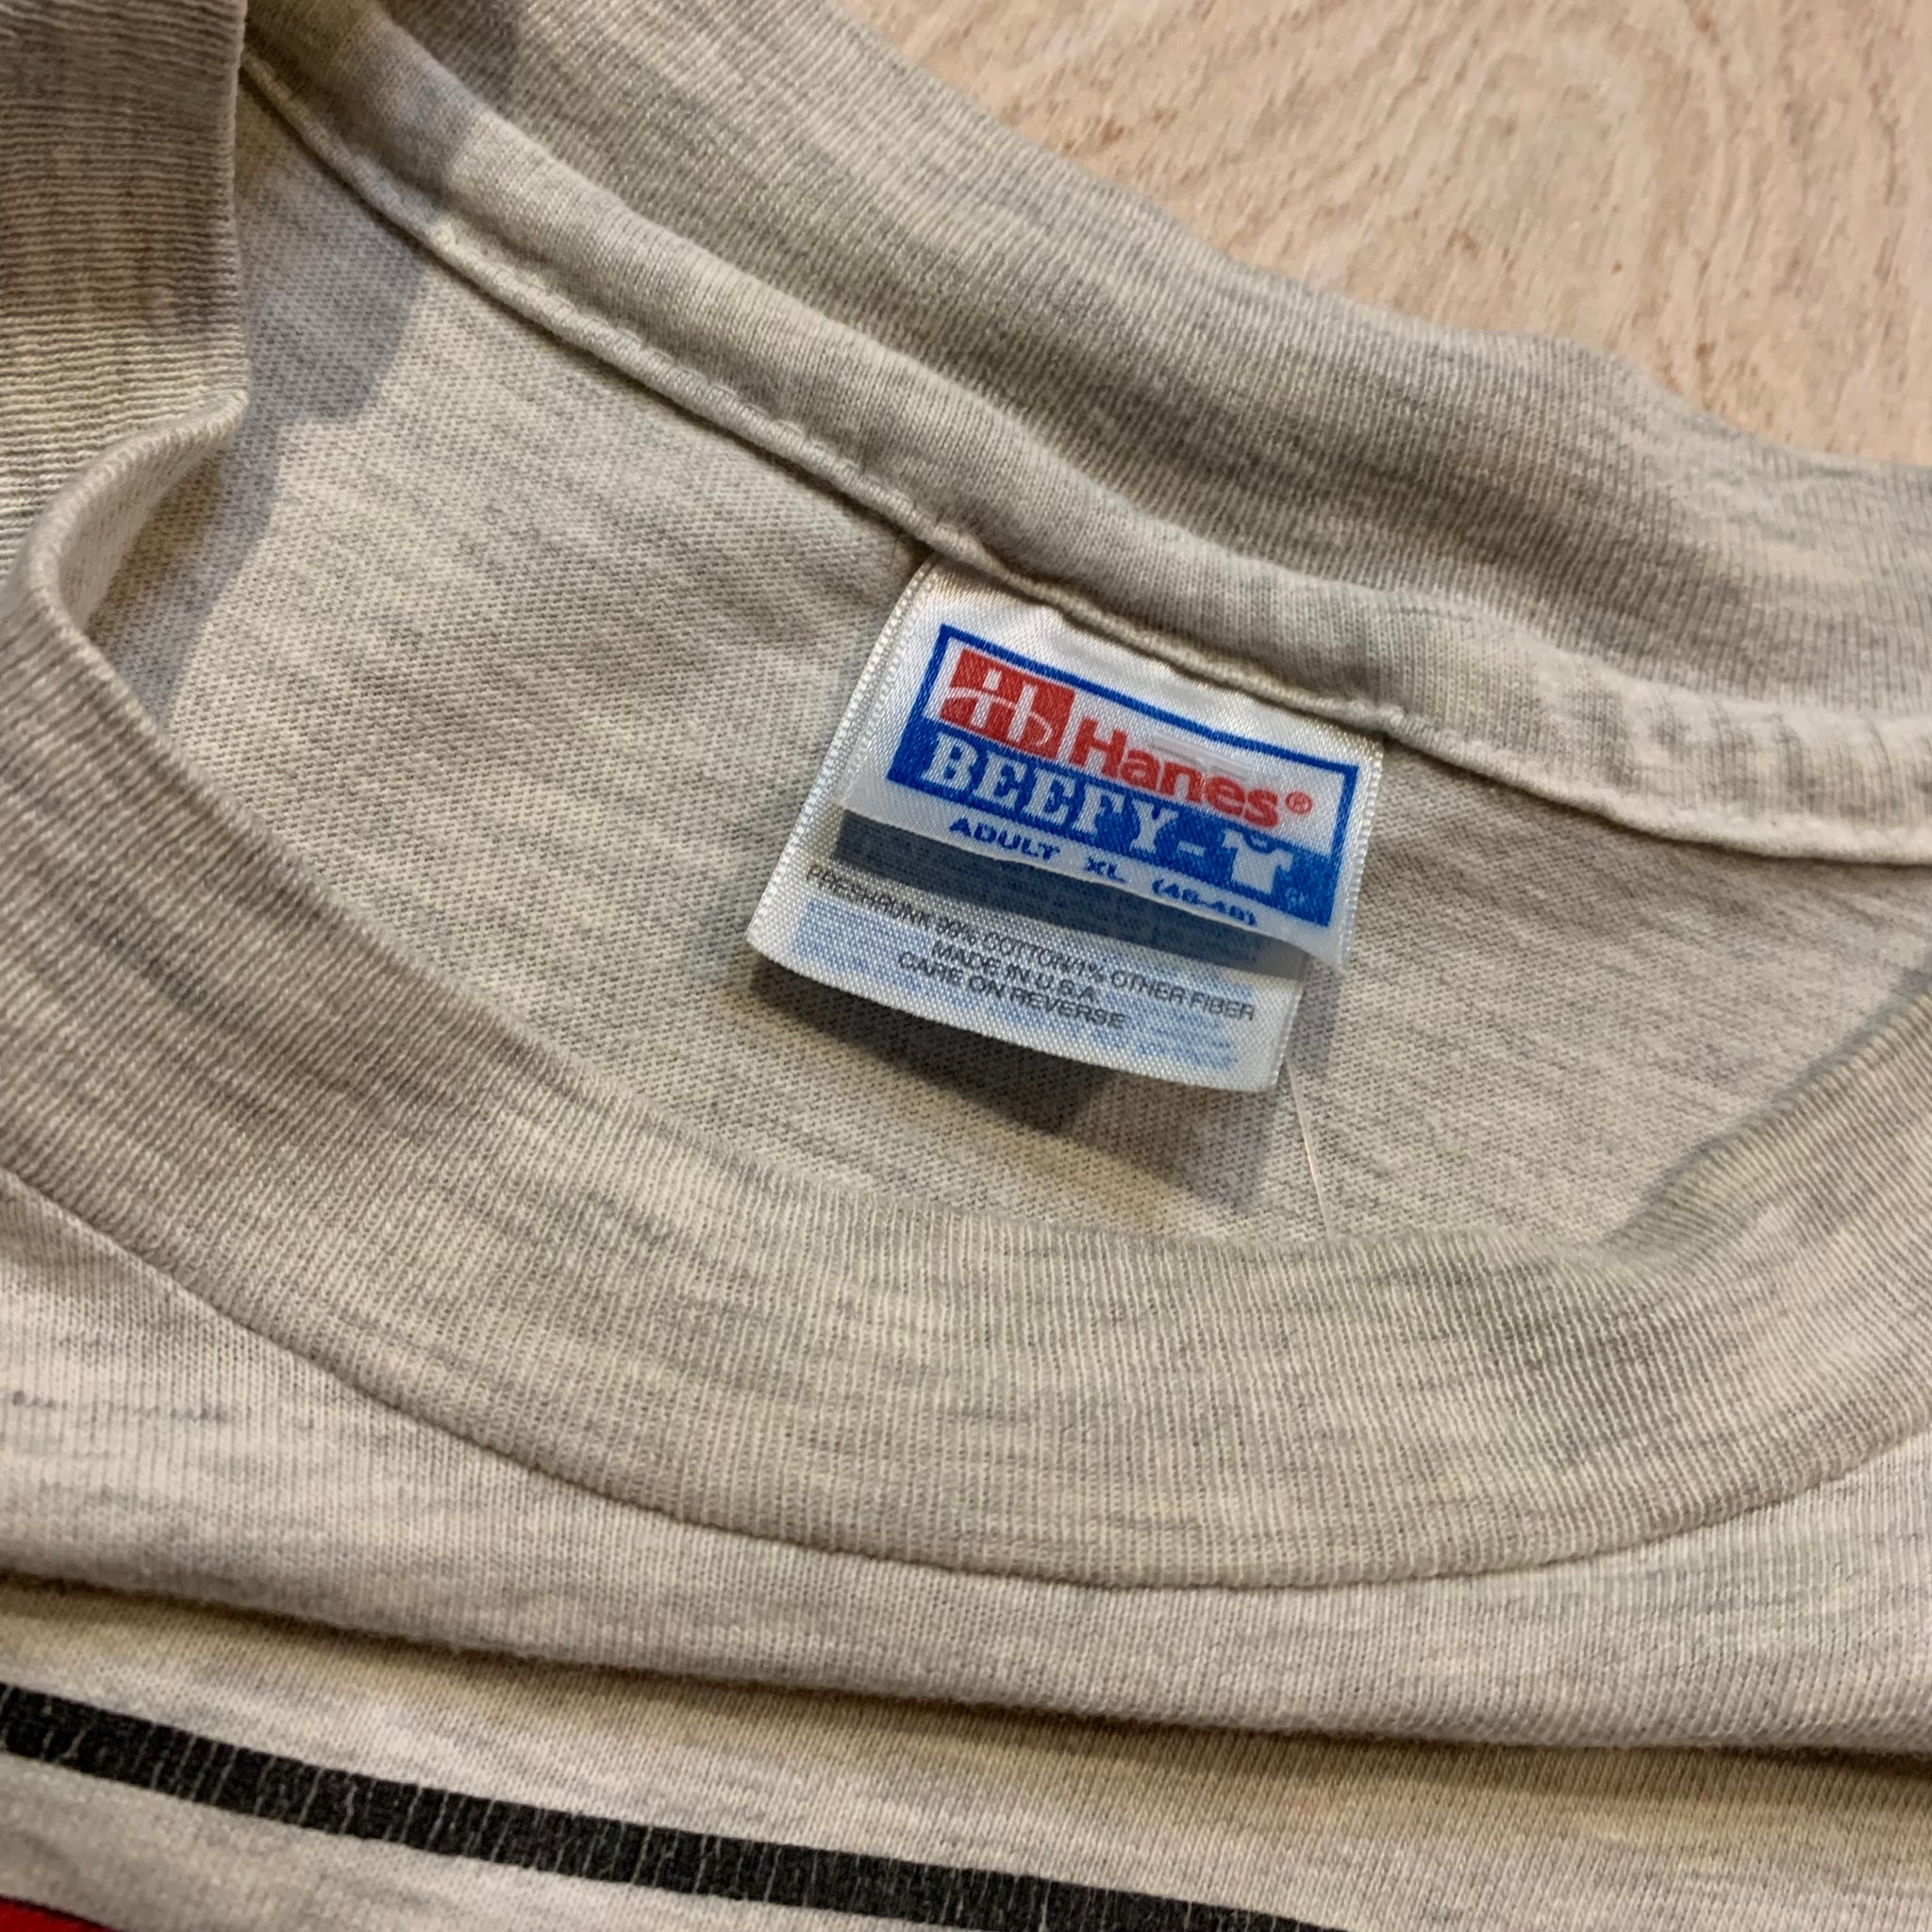 Hanes®
BEEFY-T
ADULT XL (46-48)
PRESHRUNK 99% COTTON/1% OTHER FIBER
MADE IN U.S.A.
CARE ON REVERSE